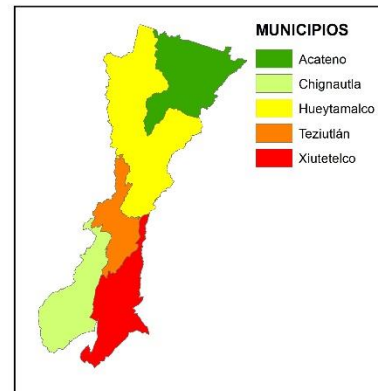 MUNICIPIOS
Acateno
Chignautla
Hueytamalco
Teziutlán
Xiutetelco